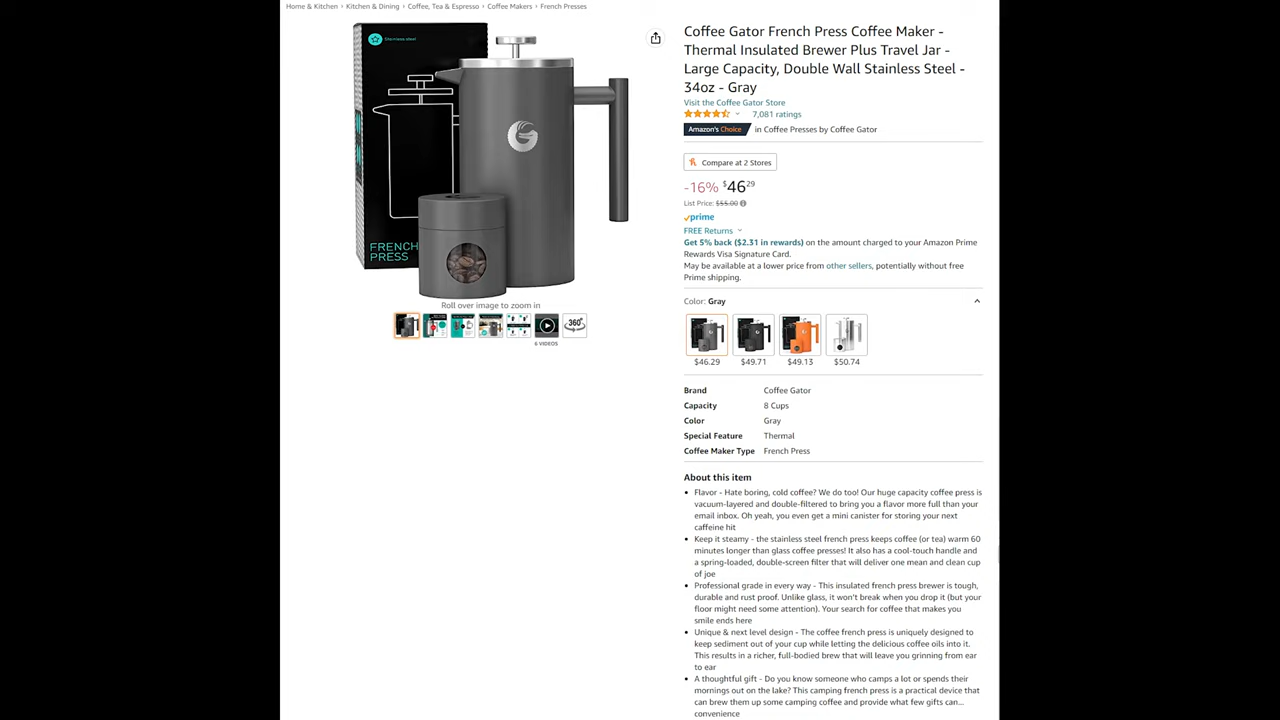 Home & Kitchen › Kitchen & Dining › Coffee, Tea & Espresso › Coffee Makers › French Presses
Stainless steel
FRENCH
PRESS
Roll over image to zoom in
360°
6 VIDEOS
Coffee Gator French Press Coffee Maker -
Thermal Insulated Brewer Plus Travel Jar -
Large Capacity, Double Wall Stainless Steel -
34oz - Gray
Visit the Coffee Gator Store
7,081 ratings
Amazon's Choice in Coffee Presses by Coffee Gator
Compare at 2 Stores
-16% $46 29
List Price: $55.00
prime
FREE Returns
Get 5% back ($2.31 in rewards) on the amount charged to your Amazon Prime
Rewards Visa Signature Card.
May be available at a lower price from other sellers, potentially without free
Prime shipping.
Color: Gray
$46.29 $49.71 $49.13 $50.74
Brand Coffee Gator
Capacity 8 Cups
Color Gray
Special Feature Thermal
Coffee Maker Type French Press
About this item
• Flavor - Hate boring, cold coffee? We do too! Our huge capacity coffee press is
vacuum-layered and double-filtered to bring you a flavor more full than your
email inbox. Oh yeah, you even get a mini canister for storing your next
caffeine hit
• Keep it steamy - the stainless steel french press keeps coffee (or tea) warm 60
minutes longer than glass coffee presses! It also has a cool-touch handle and
a spring-loaded, double-screen filter that will deliver one mean and clean cup
of joe
• Professional grade in every way - This insulated french press brewer is tough,
durable and rust proof. Unlike glass, it won't break when you drop it (but your
floor might need some attention). Your search for coffee that makes you
smile ends here
• Unique & next level design - The coffee french press is uniquely designed to
keep sediment out of your cup while letting the delicious coffee oils into it.
This results in a richer, full-bodied brew that will leave you grinning from ear
to ear
• A thoughtful gift - Do you know someone who camps a lot or spends their
mornings out on the lake? This camping french press is a practical device that
can brew them up some camping coffee and provide what few gifts can...
convenience